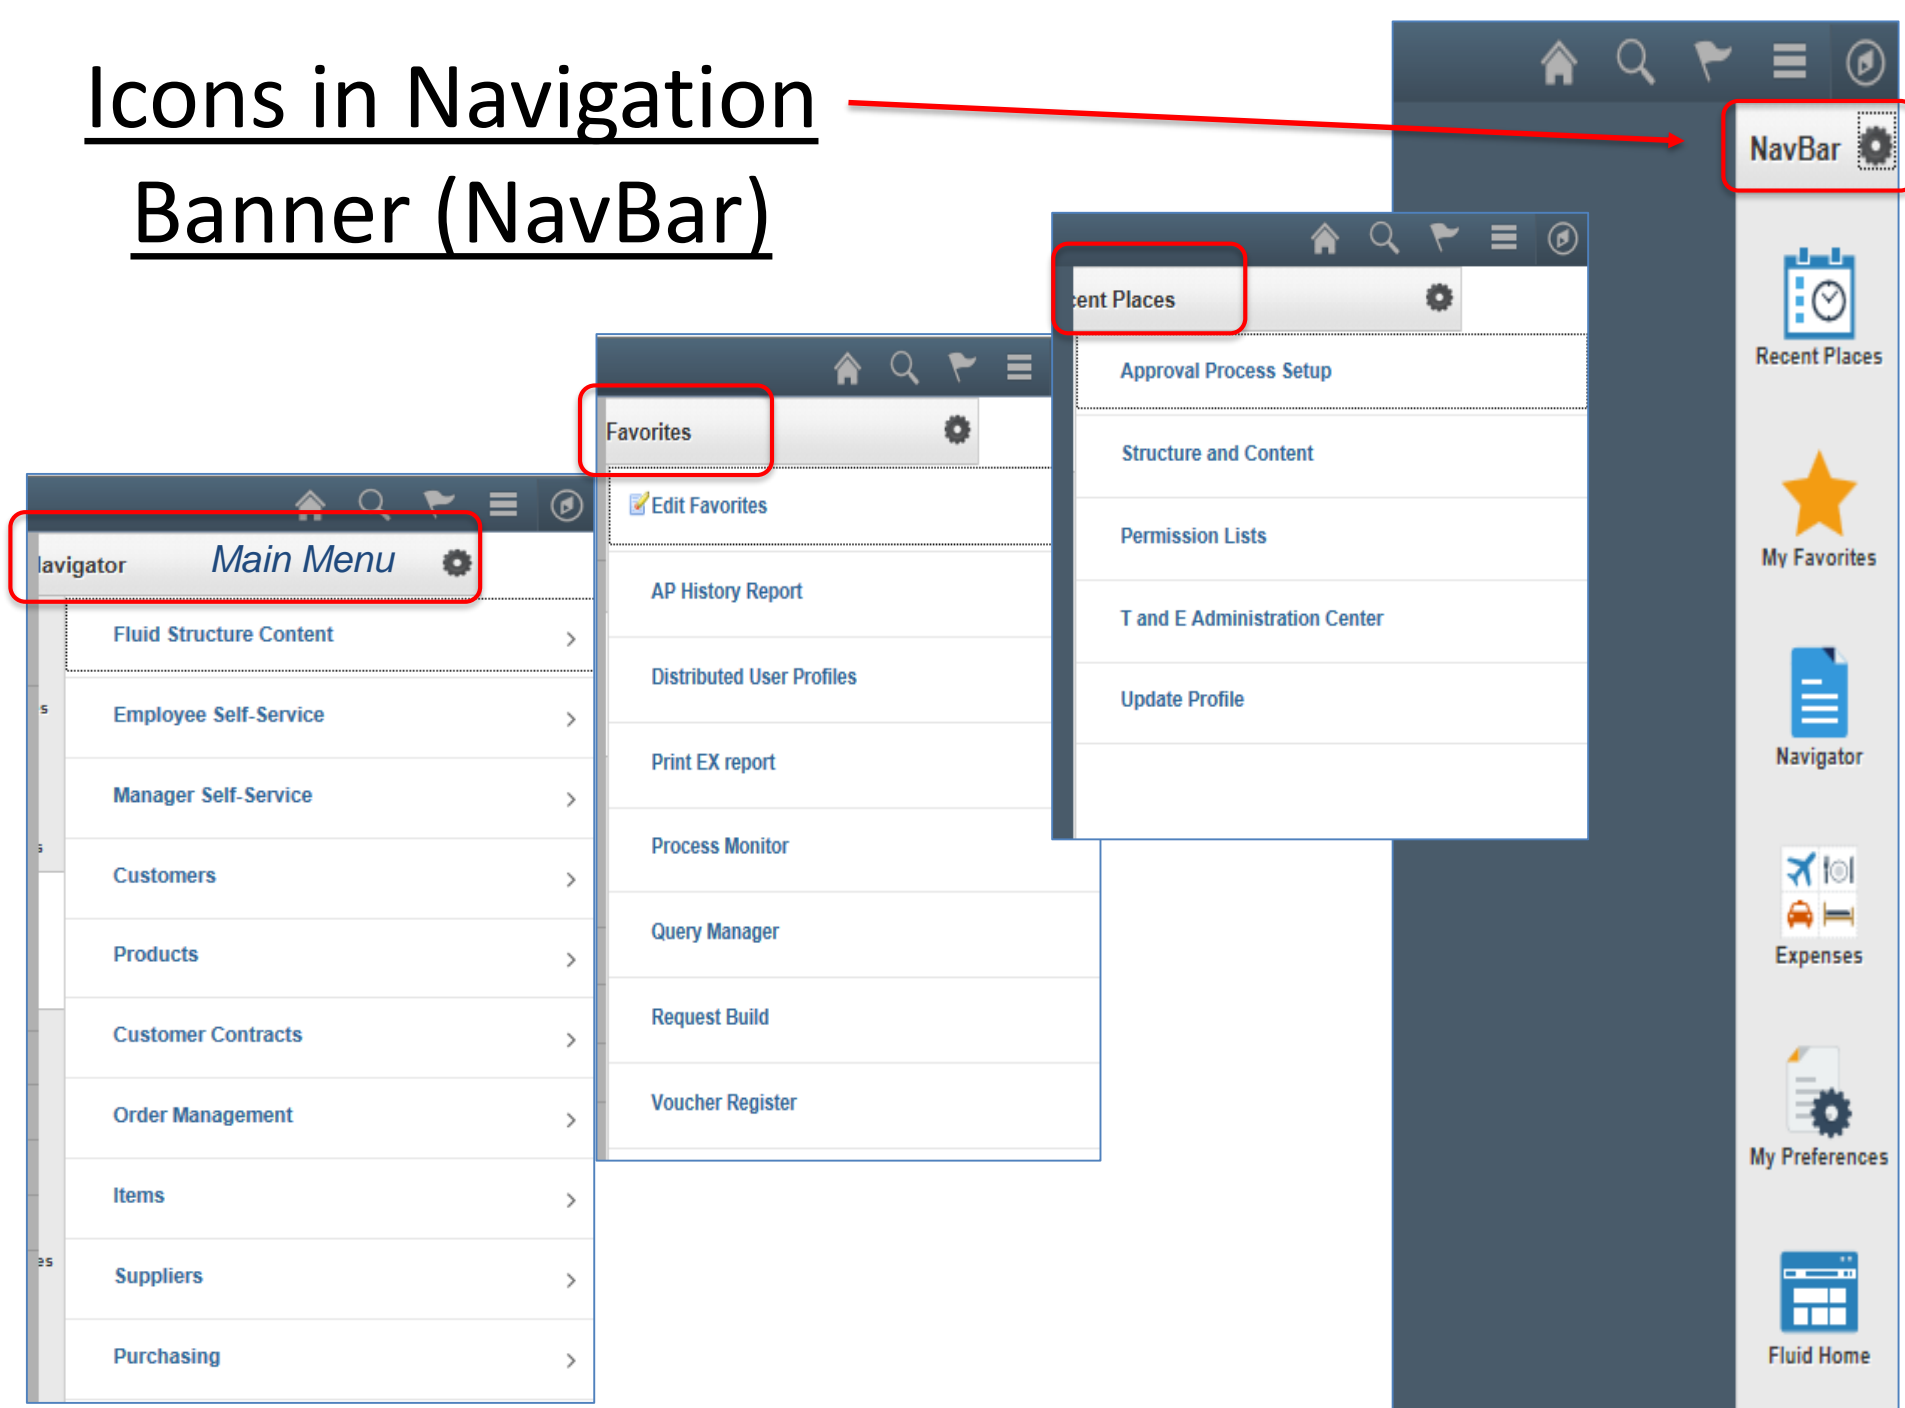 Icons in Navigation
Banner (NavBar)
NavBar
Recent Places
My Favorites
Navigator
Expenses
My Preferences
Fluid Home
cent Places
Approval Process Setup
Structure and Content
Permission Lists
T and E Administration Center
Update Profile
Favorites
Edit Favorites
AP History Report
Distributed User Profiles
Print EX report
Process Monitor
Query Manager
Request Build
Voucher Register
lavigator Main Menu
Fluid Structure Content
Employee Self-Service
Manager Self-Service
Customers
Products
Customer Contracts
Order Management
Items
Suppliers
Purchasing
s
s
es